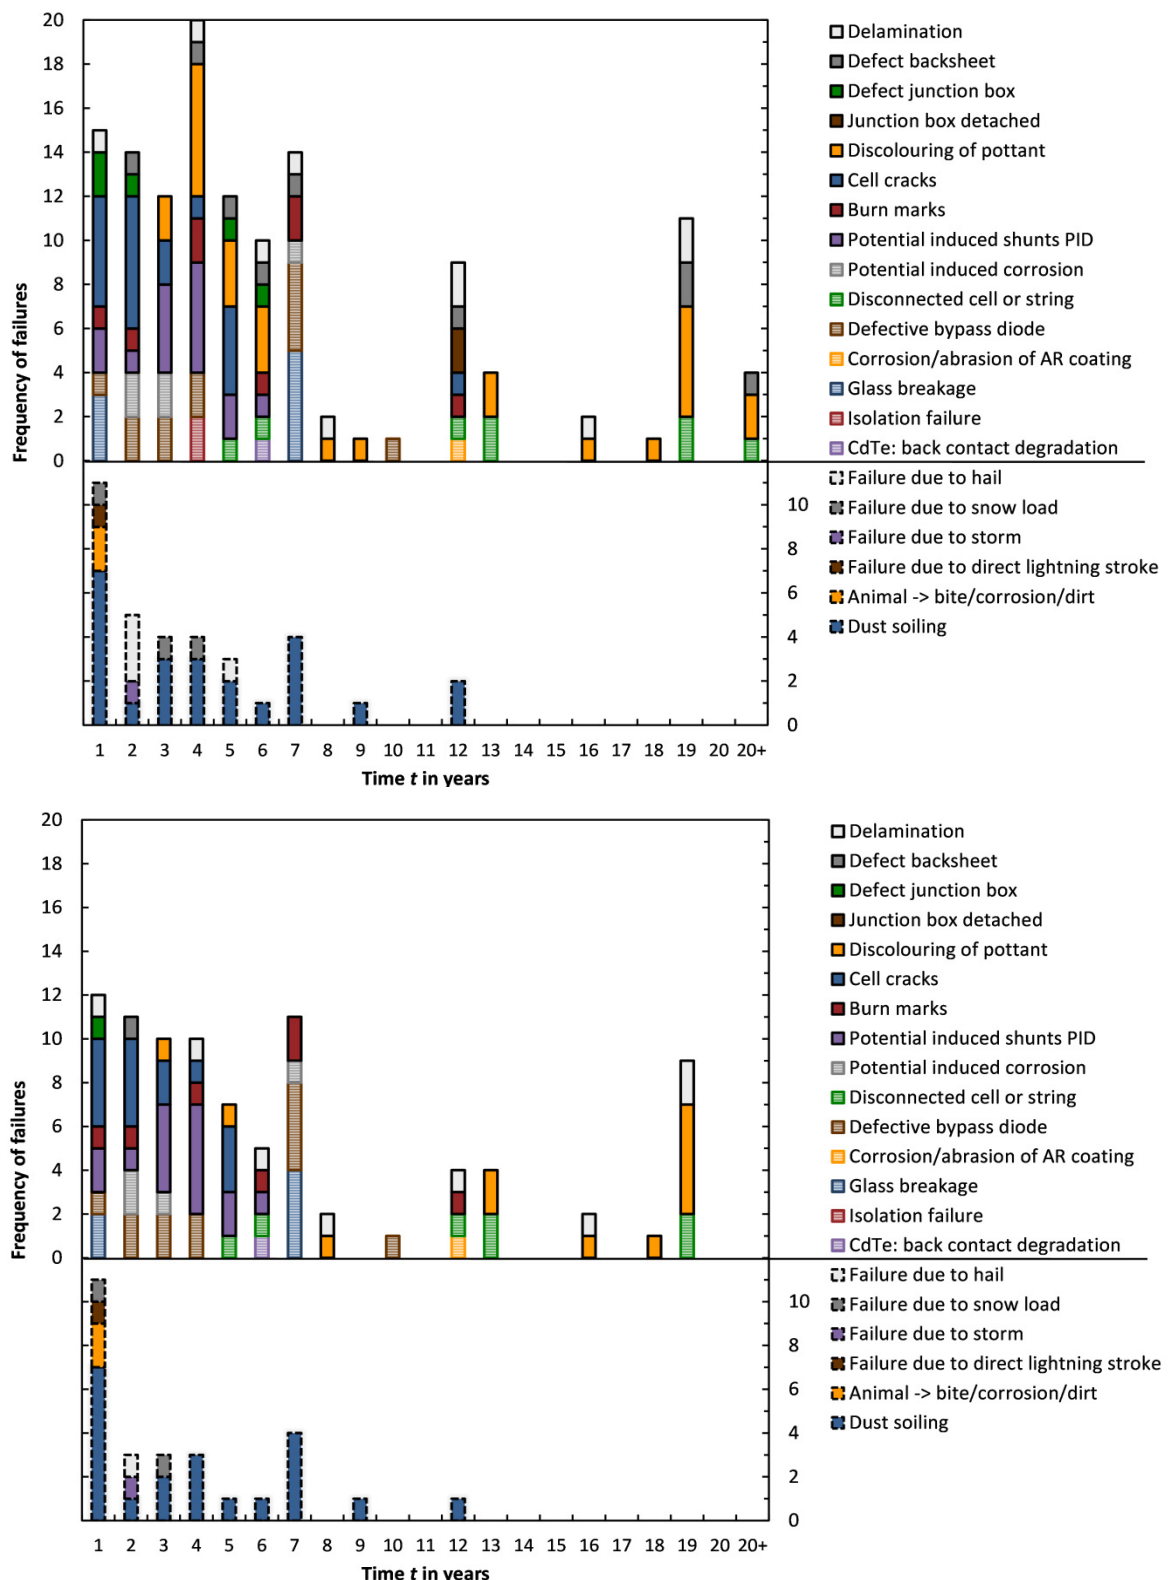 20
18
16
14
12
10
8
6
4
2
0
Frequency of failures
Delamination
Defect backsheet
Defect junction box
Junction box detached
Discolouring of pottant
Cell cracks
Burn marks
Potential induced shunts PID
Potential induced corrosion
Disconnected cell or string
Defective bypass diode
Corrosion/abrasion of AR coating
Glass breakage
Isolation failure
CdTe: back contact degradation
10
8
6
4
2
0
Failure due to hail
Failure due to snow load
Failure due to storm
Failure due to direct lightning stroke
Animal -> bite/corrosion/dirt
Dust soiling
1 2 3 4 5 6 7 8 9 10 11 12 13 14 15 16 17 18 19 20 20+
Time t in years
20
18
16
14
12
10
8
6
4
2
0
Frequency of failures
Delamination
Defect backsheet
Defect junction box
Junction box detached
Discolouring of pottant
Cell cracks
Burn marks
Potential induced shunts PID
Potential induced corrosion
Disconnected cell or string
Defective bypass diode
Corrosion/abrasion of AR coating
Glass breakage
Isolation failure
CdTe: back contact degradation
10
8
6
4
2
0
Failure due to hail
Failure due to snow load
Failure due to storm
Failure due to direct lightning stroke
Animal -> bite/corrosion/dirt
Dust soiling
1 2 3 4 5 6 7 8 9 10 11 12 13 14 15 16 17 18 19 20 20+
Time t in years